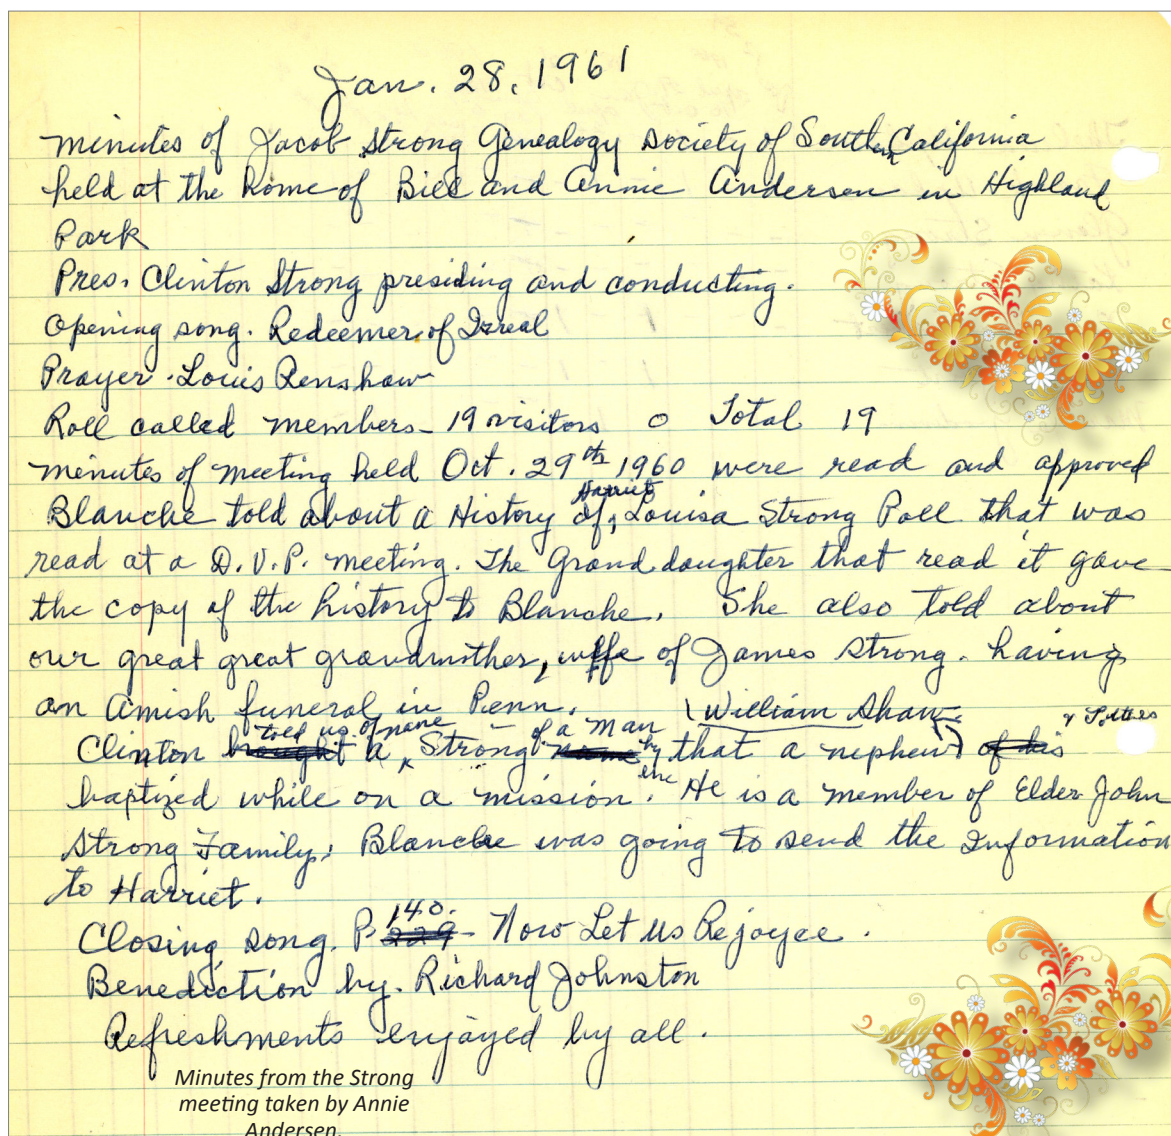 Jan. 28, 1961
minutes of Jacob Strong Genealogy Society of Southern California
held at the home of Bill and Annie Andersen in Highland
Park
Pres. Clinton Strong presiding and conducting.
Opening song. Redeemer of Isreal
Prayer - Louis Renshaw
Roll called members - 19 visitors 0 Total 19
minutes of meeting held Oct. 29th 1960 were read and approved
Blanche told about a History of Harriet Louisa Strong Poll that was
read at a D.V.P. meeting. The Grand daughter that read it gave
the copy of the history to Blanche. She also told about
our great great grandmother, wife of James Strong. having
an Amish funeral in Penn.
Clinton told us of a Strong of a man by name that a nephew (William Shaw)
baptized while on a mission. He is a member of Elder John
Strong Family. Blanche was going to send the Information
to Harriet.
Closing song. P. 140. Now Let us Rejoyce.
Benediction by. Richard Johnston
Refreshments enjoyed by all.
Minutes from the Strong
meeting taken by Annie
Andersen.